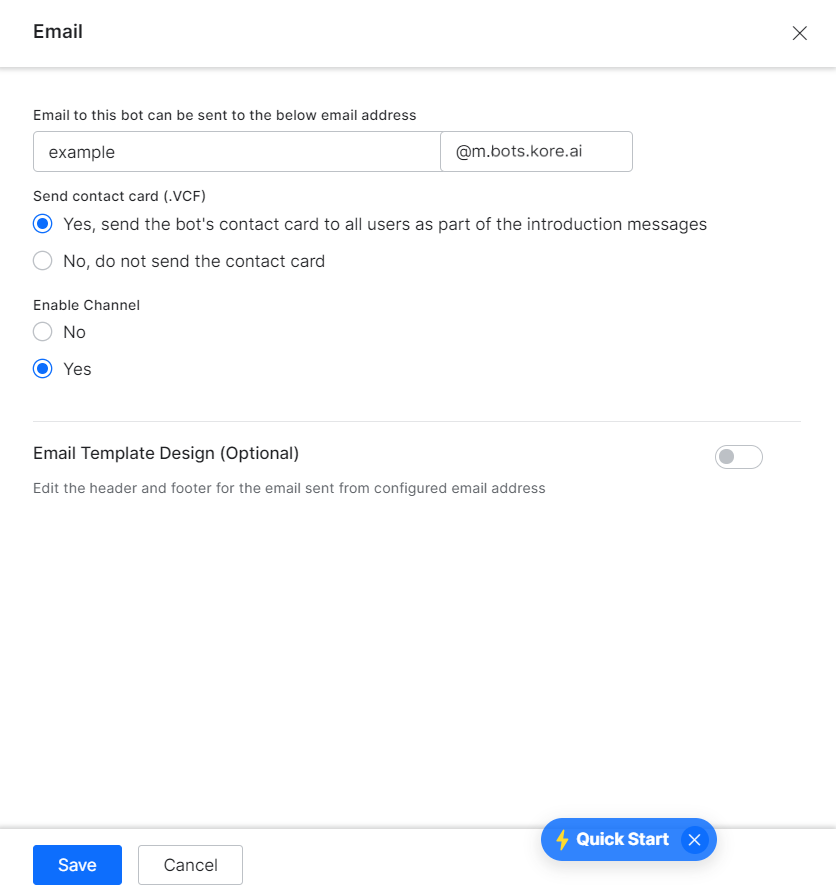 Email
Email to this bot can be sent to the below email address
example @m.bots.kore.ai
Send contact card (.VCF)
Yes, send the bot's contact card to all users as part of the introduction messages
No, do not send the contact card
Enable Channel
No
Yes
Email Template Design (Optional)
Edit the header and footer for the email sent from configured email address
Quick Start
Save Cancel